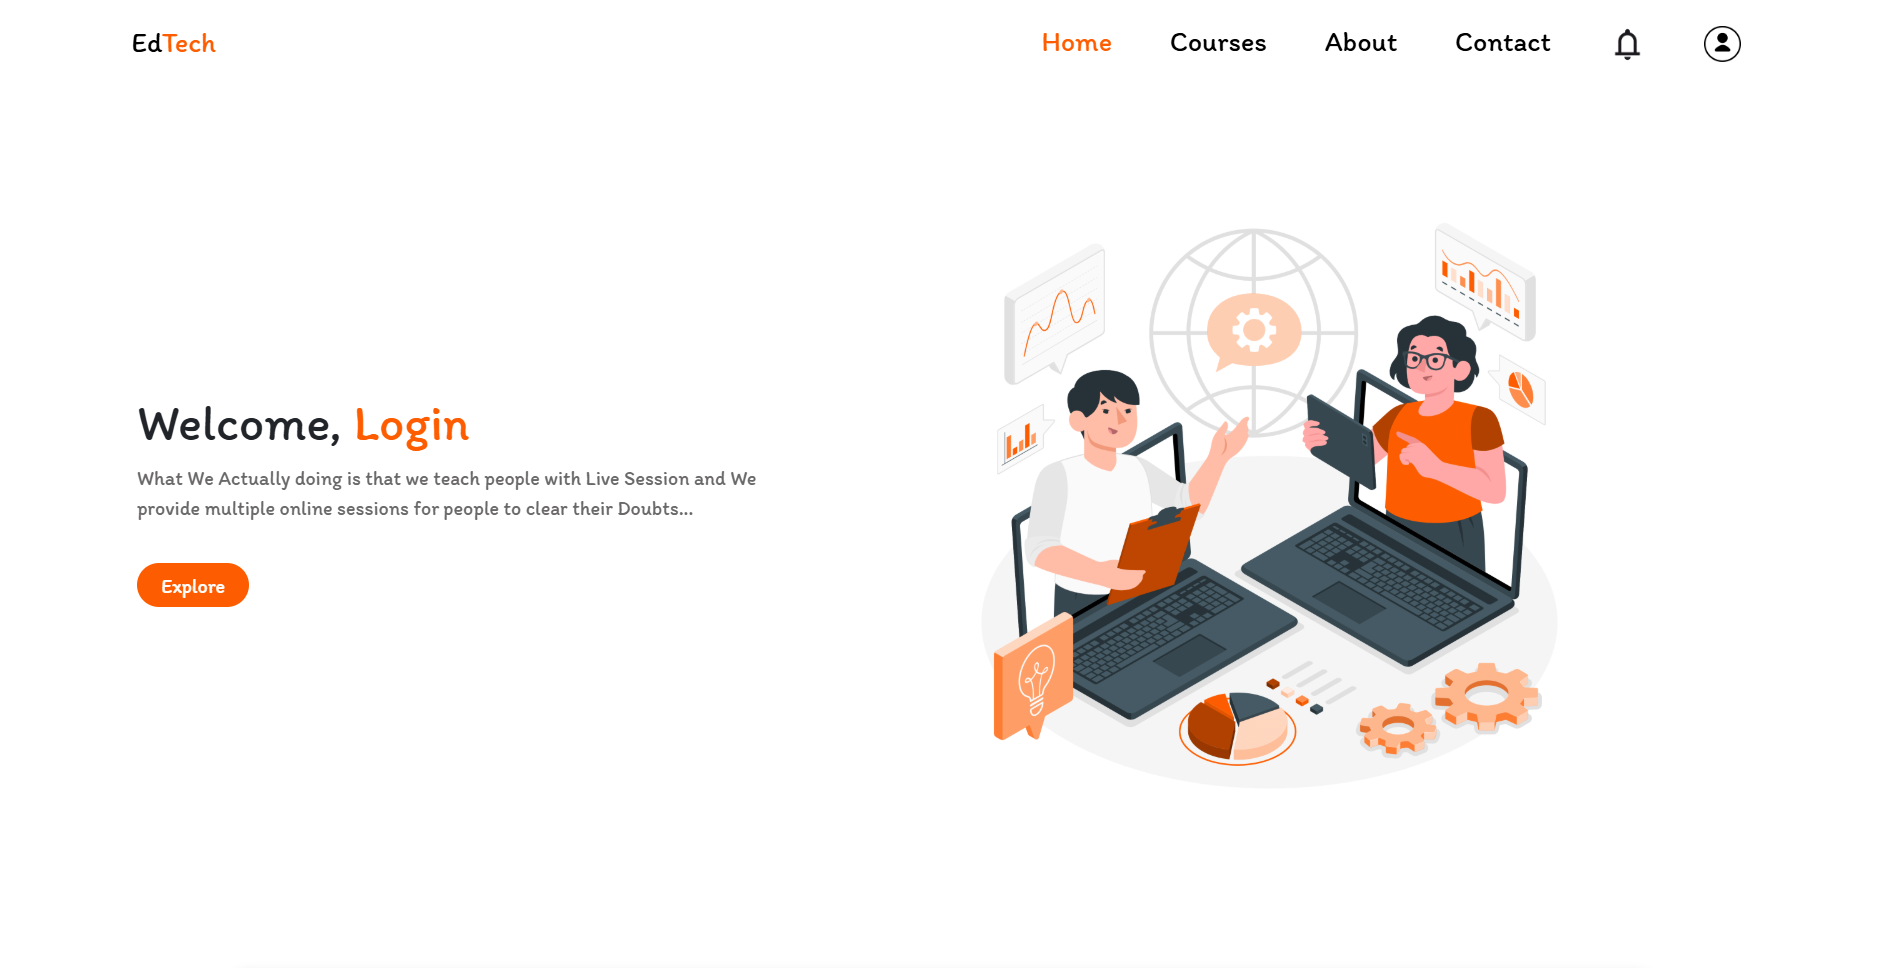 EdTech
Home Courses About Contact
Welcome, Login
What We Actually doing is that we teach people with Live Session and We
provide multiple online sessions for people to clear their Doubts...
Explore